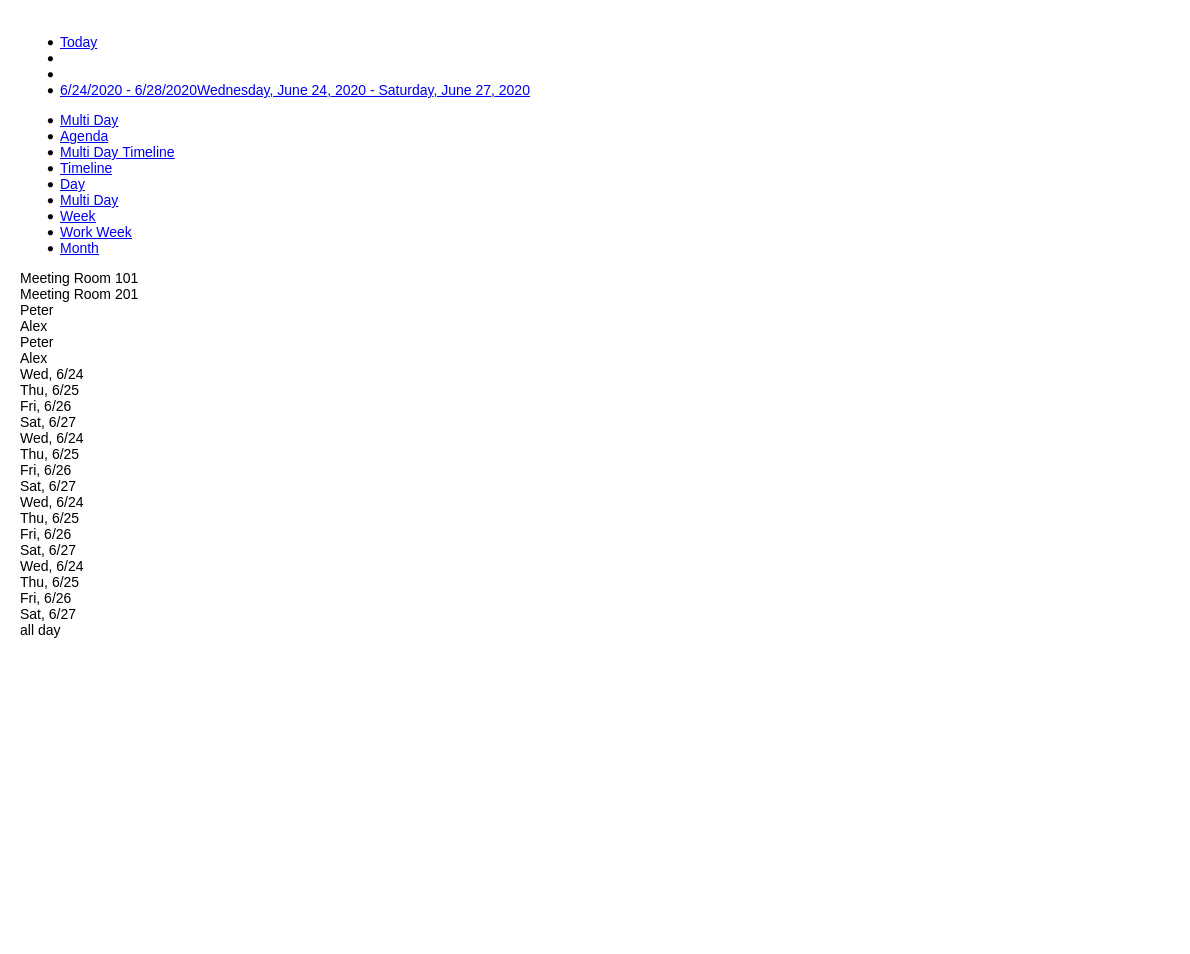 Today
6/24/2020 - 6/28/2020Wednesday, June 24, 2020 - Saturday, June 27, 2020
Multi Day
Agenda
Multi Day Timeline
Timeline
Day
Multi Day
Week
Work Week
Month
Meeting Room 101
Meeting Room 201
Peter
Alex
Peter
Alex
Wed, 6/24
Thu, 6/25
Fri, 6/26
Sat, 6/27
Wed, 6/24
Thu, 6/25
Fri, 6/26
Sat, 6/27
Wed, 6/24
Thu, 6/25
Fri, 6/26
Sat, 6/27
Wed, 6/24
Thu, 6/25
Fri, 6/26
Sat, 6/27
all day